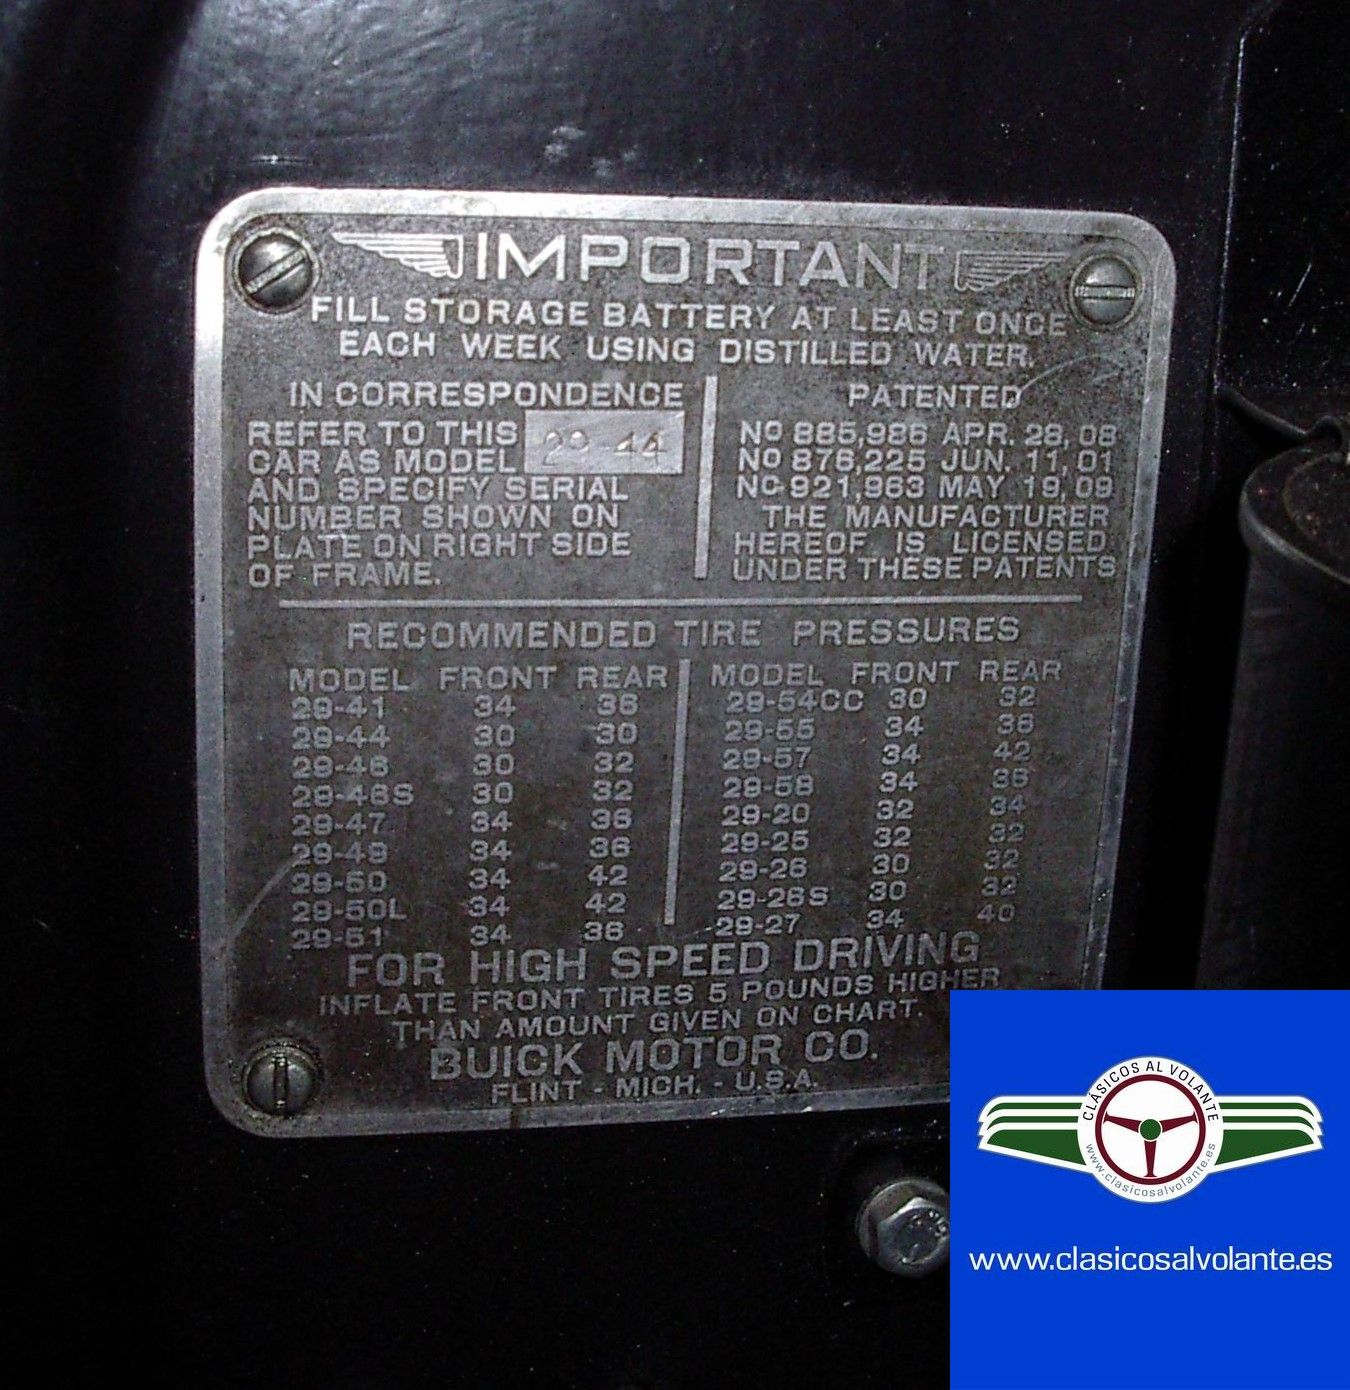 IMPORTANT
FILL STORAGE BATTERY AT LEAST ONCE
EACH WEEK USING DISTILLED WATER.
IN CORRESPONDENCE
REFER TO THIS
CAR AS MODEL 29-44
AND SPECIFY SERIAL
NUMBER SHOWN ON
PLATE ON RIGHT SIDE
OF FRAME.
PATENTED
NO 885,986 APR. 28, 08
NO 676,225 JUN. 11, 01
NO 921,963 MAY 19, 09
THE MANUFACTURER
HEREOF IS LICENSED
UNDER THESE PATENTS
RECOMMENDED TIRE PRESSURES
MODEL FRONT REAR
29-41 34 36
29-44 30 30
29-46 30 32
29-46S 30 32
29-47 34 36
29-49 34 36
29-50 34 42
29-50L 34 42
29-51 34 36
MODEL FRONT REAR
29-54CC 30 32
29-55 34 36
29-57 34 42
29-58 34 36
29-20 32 34
29-25 32 32
29-26 30 32
29-26S 30 32
29-27 34 40
FOR HIGH SPEED DRIVING
INFLATE FRONT TIRES 5 POUNDS HIGHER
THAN AMOUNT GIVEN ON CHART.
BUICK MOTOR CO.
FLINT - MICH. - U.S.A.
CLÁSICOS AL VOLANTE
www.clasicosalvolante.es
www.clasicosalvolante.es